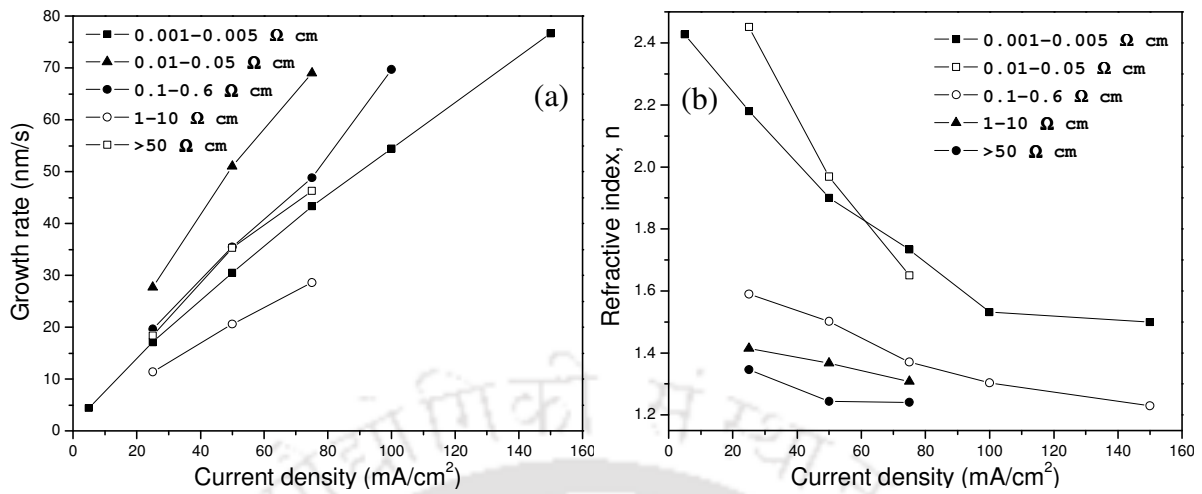 80
70
60
50
40
30
20
10
0
Growth rate (nm/s)
0.001-0.005 Ω cm
0.01-0.05 Ω cm
0.1-0.6 Ω cm
1-10 Ω cm
>50 Ω cm
(a)
0 20 40 60 80 100 120 140 160
Current density (mA/cm²)
2.4
2.2
2.0
1.8
1.6
1.4
1.2
Refractive index, n
(b)
0.001-0.005 Ω cm
0.01-0.05 Ω cm
0.1-0.6 Ω cm
1-10 Ω cm
>50 Ω cm
0 20 40 60 80 100 120 140 160
Current density (mA/cm²)